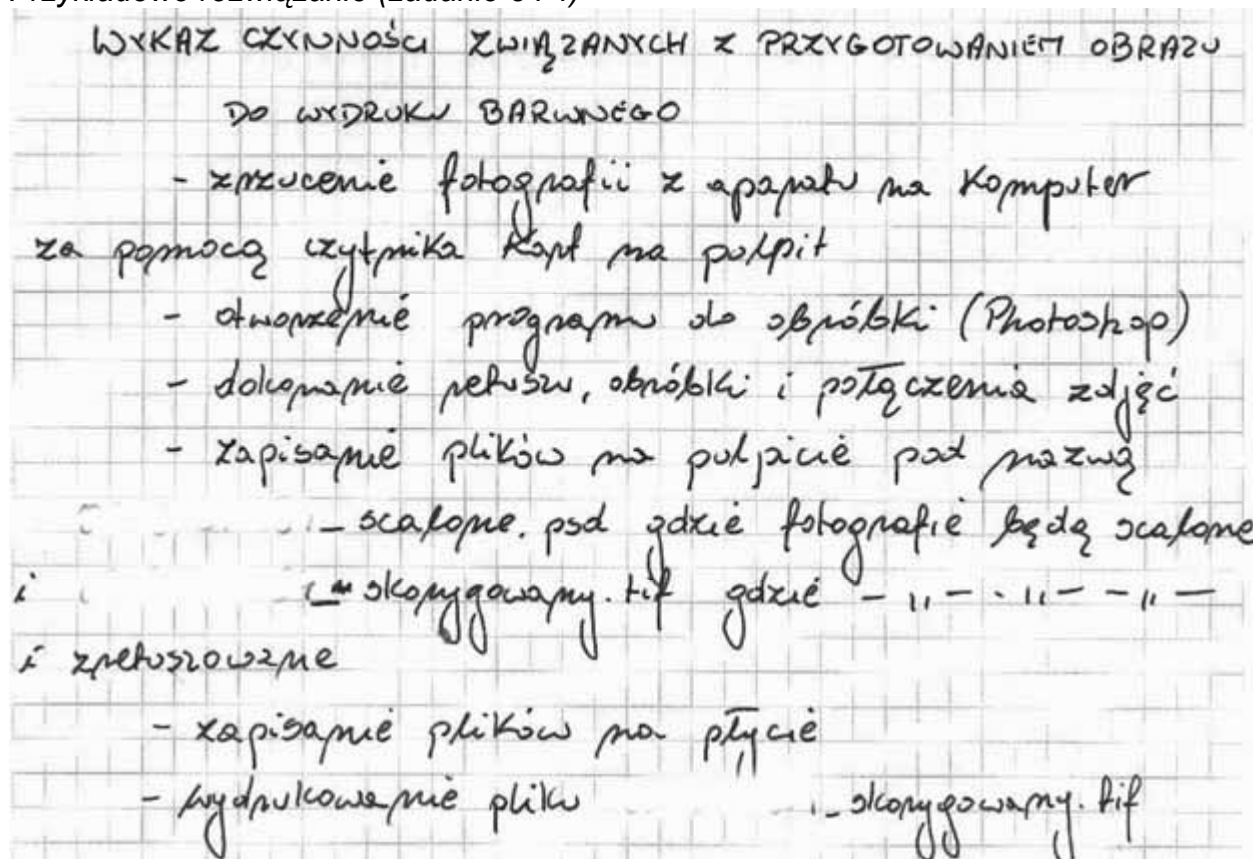 WYKAZ CZYNNOŚCI ZWIĄZANYCH Z PRZYGOTOWANIEM OBRAZU
DO WYDRUKU BARWNEGO
- zrzucenie fotografii z aparatu na komputer
za pomocą czytnika kart na pulpit
- otworzenie programu do obróbki (Photoshop)
- dokonanie retuszu, obróbki i połączenia zdjęć
- zapisanie plików na pulpicie pod nazwą
- scalone.psd gdzie fotografie będą scalone
i - skorygowany.tif gdzie - „ - - „ - - „ -
i zretuszowane
- zapisanie plików na płycie
- wydrukowanie pliku - skorygowany.tif